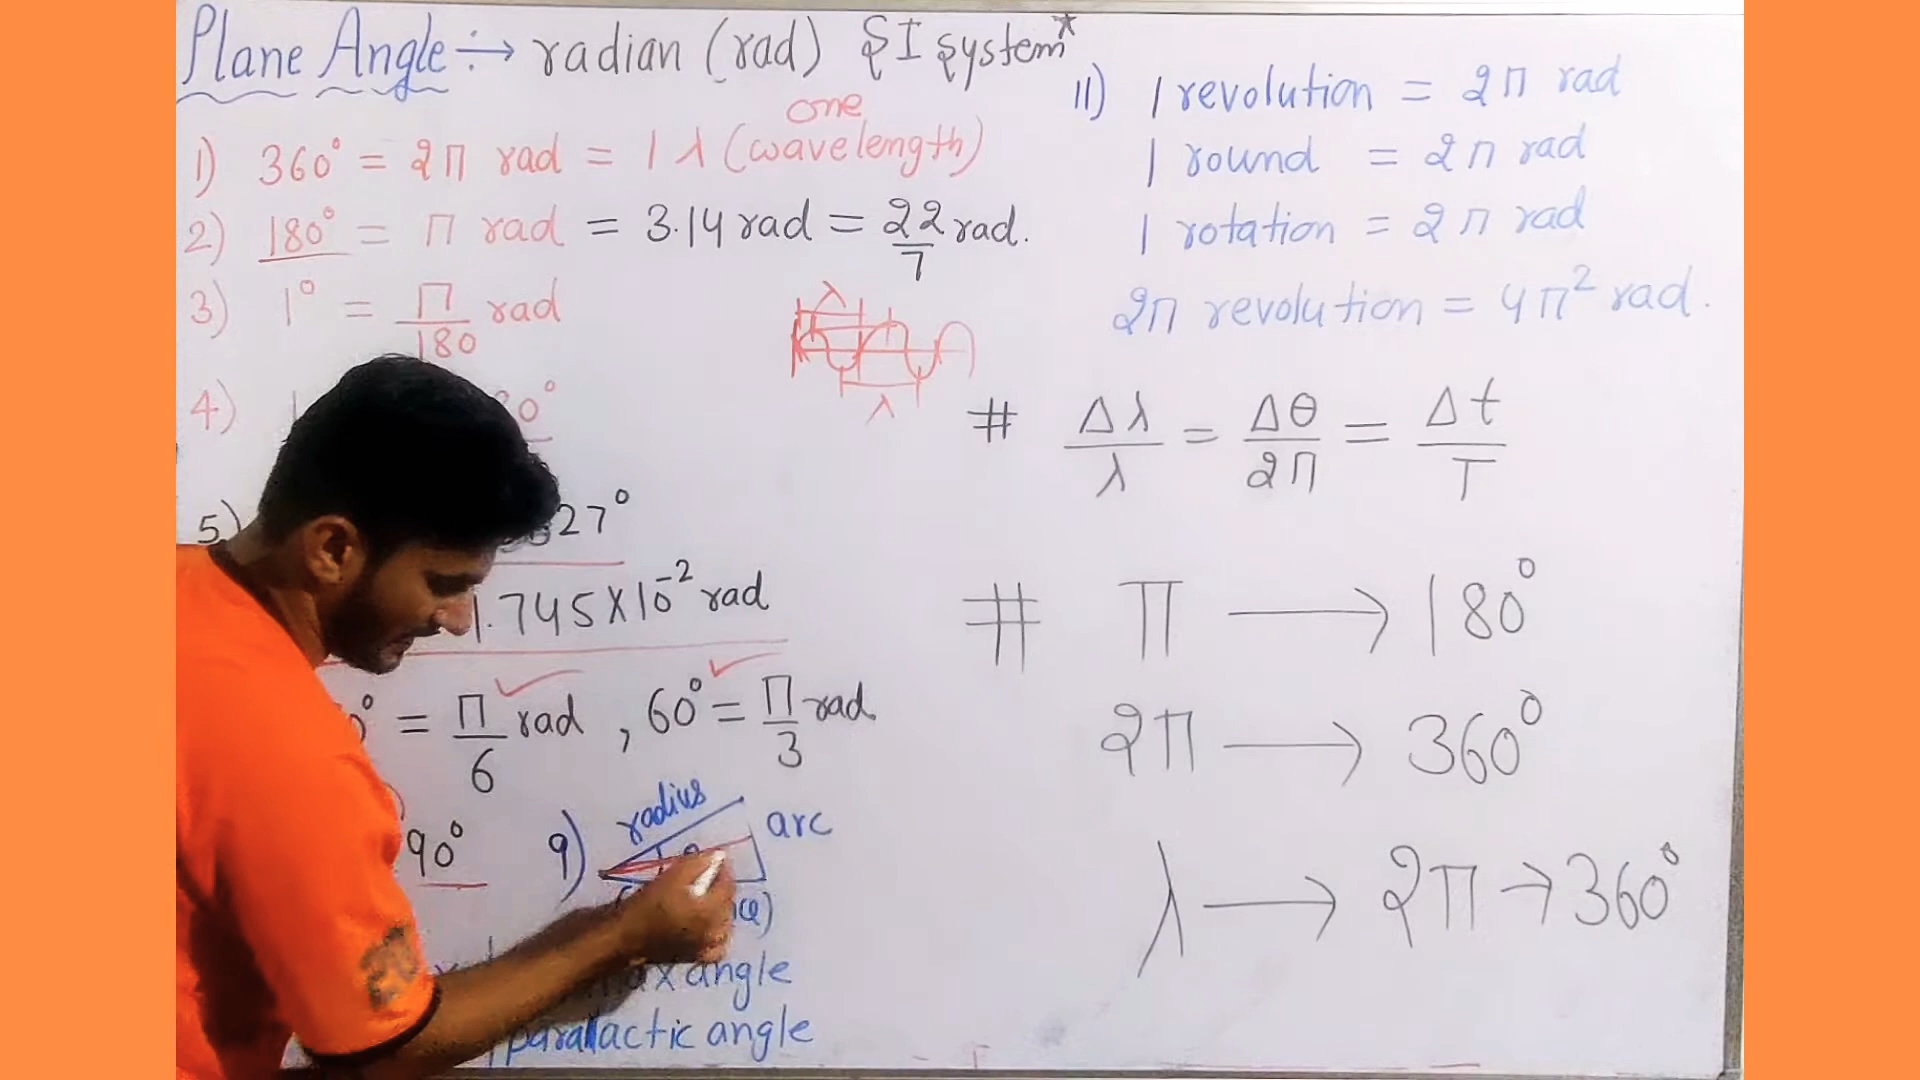 Plane Angle :→ radian (rad) SI system*
one
1) 360° = 2π rad = 1 λ (wavelength)
2) 180° = π rad = 3.14 rad = 22/7 rad.
3) 1° = π/180 rad
4)
5) 27°
1.745×10⁻² rad
° = π/6 rad , 60° = π/3 rad
90°
9) radius arc
angle
parallactic angle
λ
λ
11) 1 revolution = 2π rad
1 round = 2π rad
1 rotation = 2π rad
2π revolution = 4π² rad.
# Δλ/λ = Δθ/2π = Δt/T
# π → 180°
2π → 360°
λ → 2π → 360°